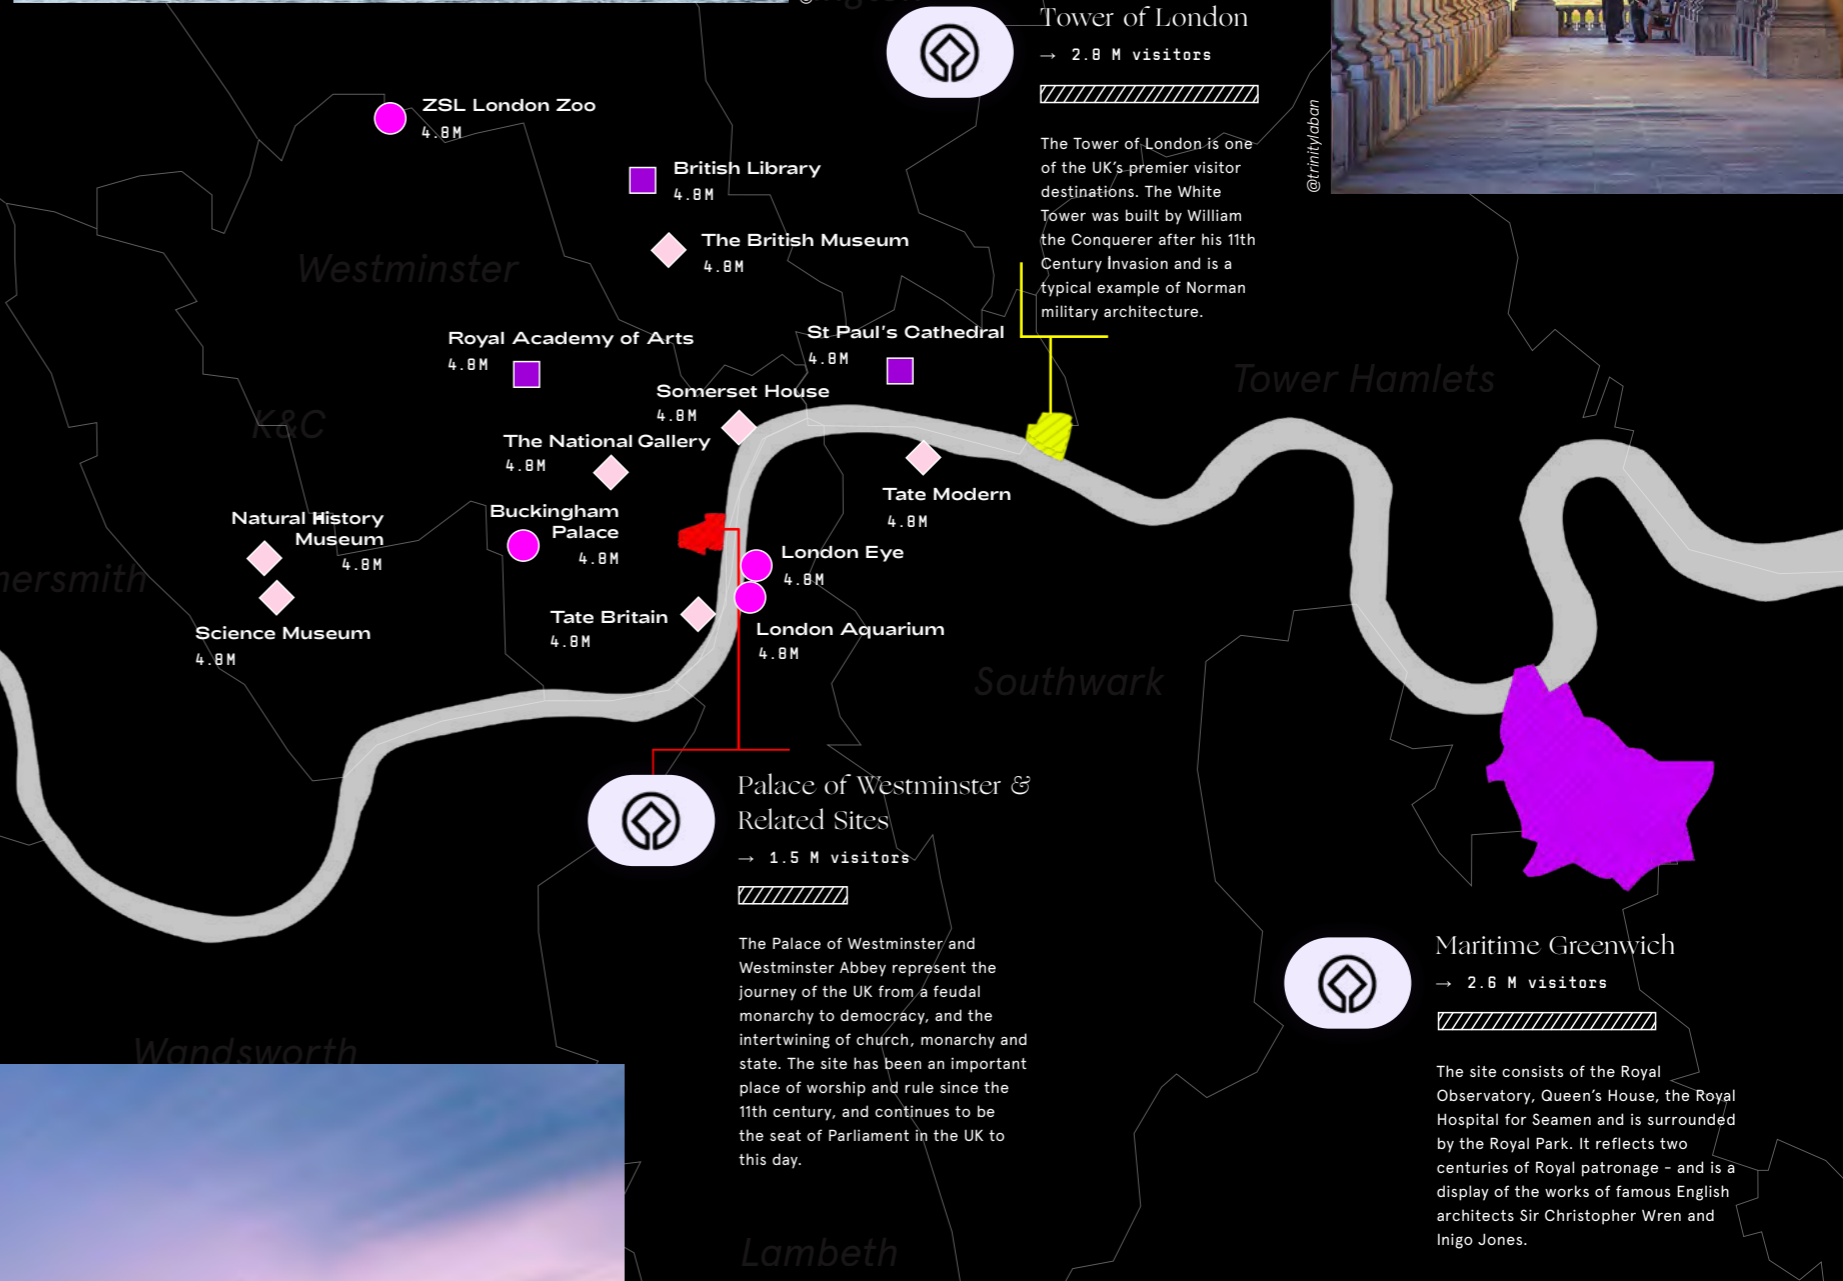 Tower of London
→ 2.8 M visitors
The Tower of London is one
of the UK's premier visitor
destinations. The White
Tower was built by William
the Conquerer after his 11th
Century Invasion and is a
typical example of Norman
military architecture.
@trinitylaban
ZSL London Zoo
4.8M
British Library
4.8M
The British Museum
4.8M
Westminster
Royal Academy of Arts
4.8M
St Paul's Cathedral
4.8M
Tower Hamlets
Somerset House
4.8M
K&C
The National Gallery
4.8M
Tate Modern
4.8M
Natural History
Museum
4.8M
Buckingham
Palace
4.8M
London Eye
4.8M
mersmith
Tate Britain
4.8M
London Aquarium
4.8M
Science Museum
4.8M
Southwark
Palace of Westminster &
Related Sites
→ 1.5 M visitors
The Palace of Westminster and
Westminster Abbey represent the
journey of the UK from a feudal
monarchy to democracy, and the
intertwining of church, monarchy and
state. The site has been an important
place of worship and rule since the
11th century, and continues to be
the seat of Parliament in the UK to
this day.
Maritime Greenwich
→ 2.6 M visitors
The site consists of the Royal
Observatory, Queen's House, the Royal
Hospital for Seamen and is surrounded
by the Royal Park. It reflects two
centuries of Royal patronage - and is a
display of the works of famous English
architects Sir Christopher Wren and
Inigo Jones.
Wandsworth
Lambeth